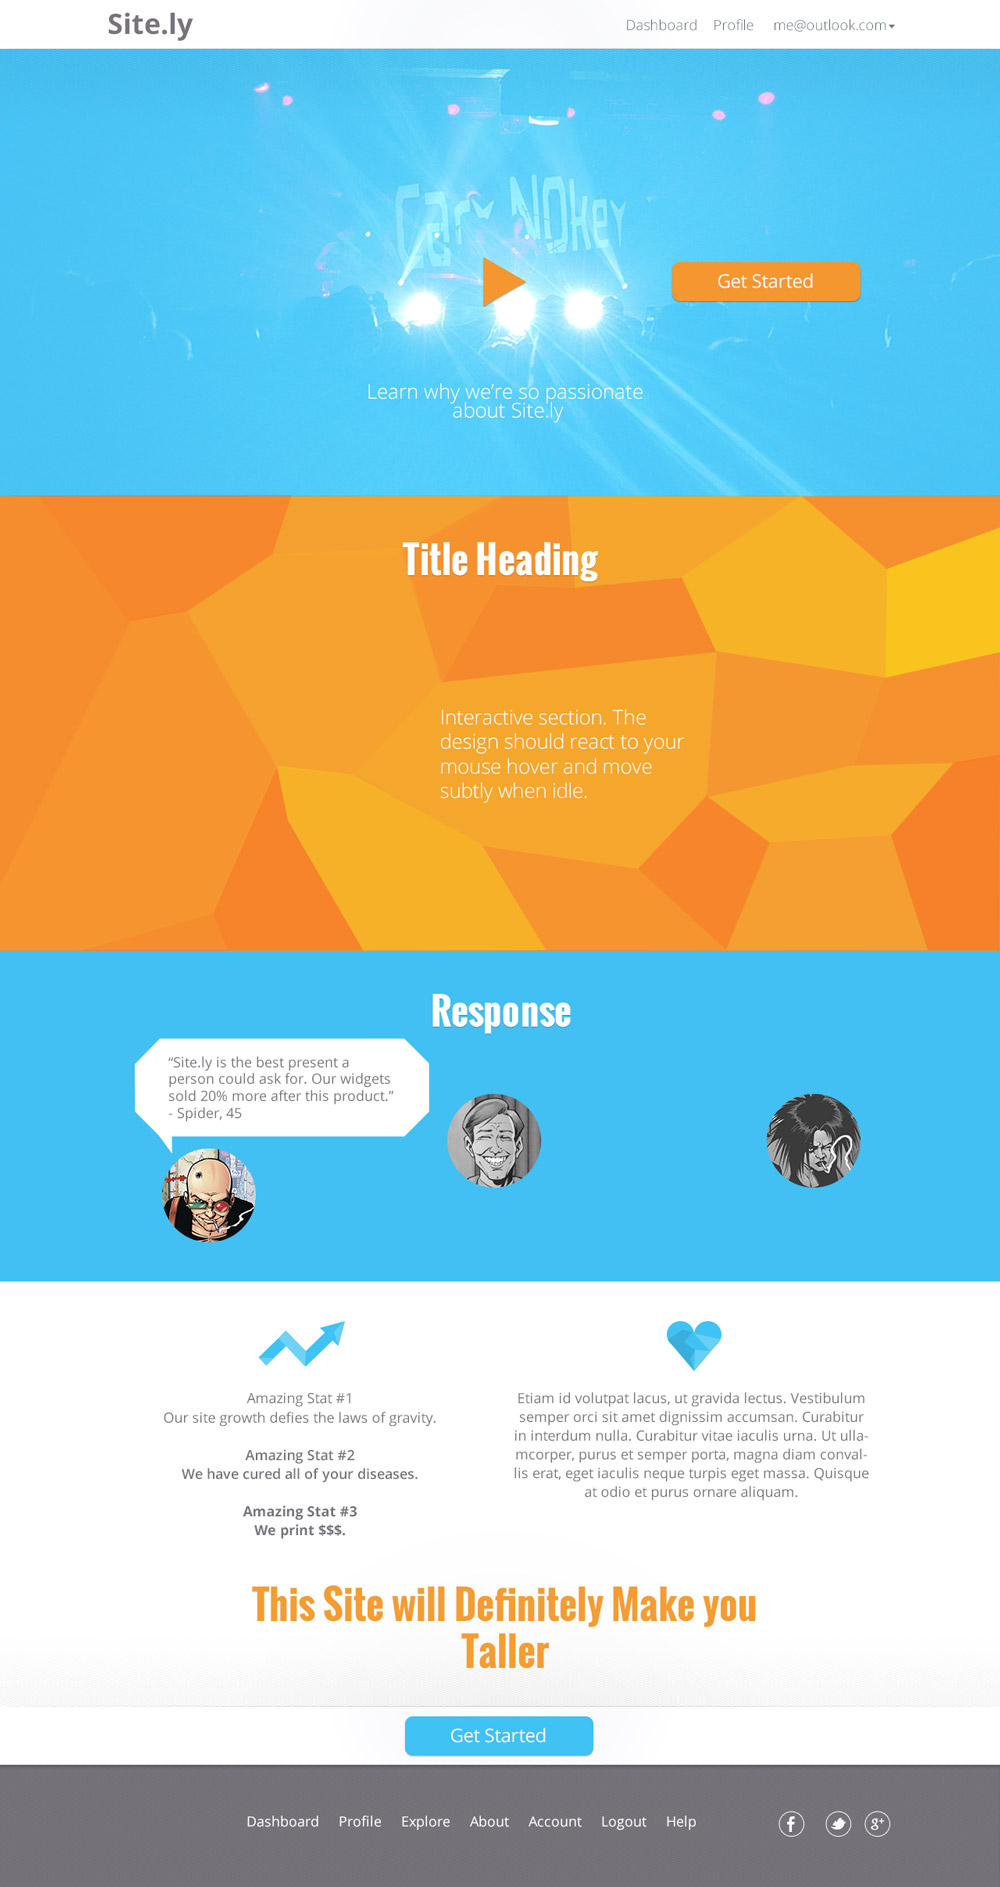 Site.ly
Dashboard Profile me@outlook.com
Get Started
Learn why we're so passionate
about Site.ly
Title Heading
Interactive section. The
design should react to your
mouse hover and move
subtly when idle.
Response
“Site.ly is the best present a
person could ask for. Our widgets
sold 20% more after this product.”
- Spider, 45
Amazing Stat #1
Our site growth defies the laws of gravity.
Amazing Stat #2
We have cured all of your diseases.
Amazing Stat #3
We print $$$.
Etiam id volutpat lacus, ut gravida lectus. Vestibulum
semper orci sit amet dignissim accumsan. Curabitur
in interdum nulla. Curabitur vitae iaculis urna. Ut ulla-
mcorper, purus et semper porta, magna diam conval-
lis erat, eget iaculis neque turpis eget massa. Quisque
at odio et purus ornare aliquam.
This Site will Definitely Make you
Taller
Get Started
Dashboard Profile Explore About Account Logout Help